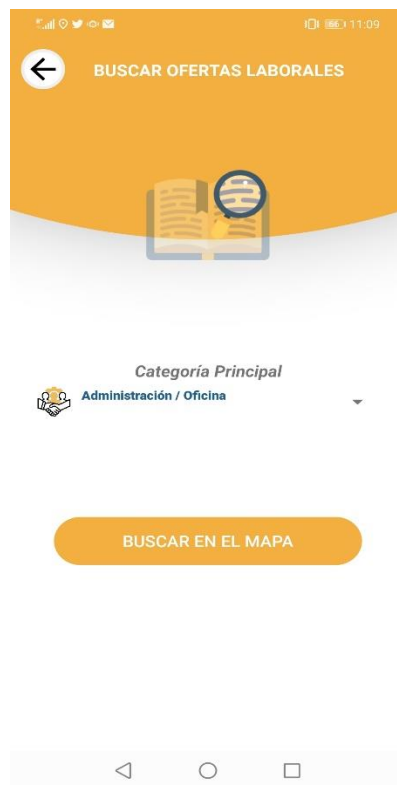 11:09
BUSCAR OFERTAS LABORALES
Categoría Principal
Administración / Oficina
BUSCAR EN EL MAPA